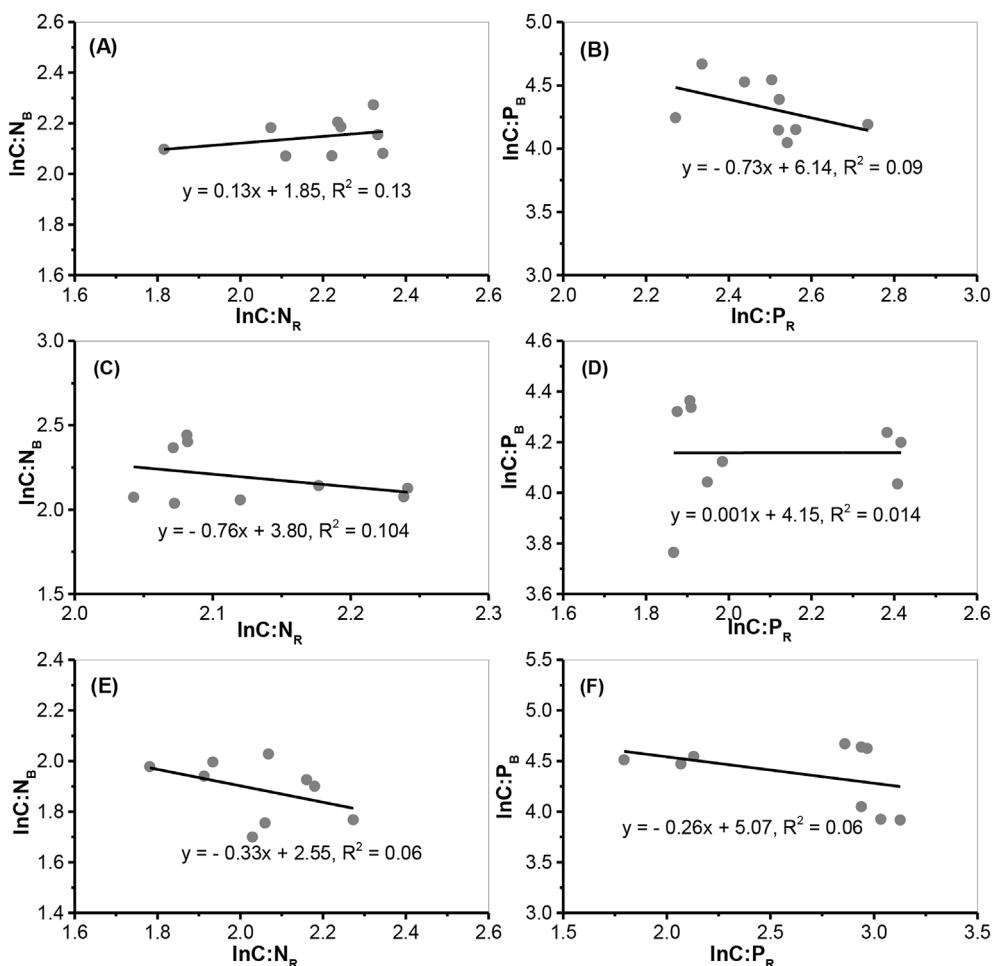 (A)
lnC:N_B
2.6
2.4
2.2
2.0
1.8
1.6
y = 0.13x + 1.85, R² = 0.13
1.6 1.8 2.0 2.2 2.4 2.6
lnC:N_R
(B)
lnC:P_B
5.0
4.5
4.0
3.5
3.0
y = - 0.73x + 6.14, R² = 0.09
2.0 2.2 2.4 2.6 2.8 3.0
lnC:P_R
(C)
lnC:N_B
3.0
2.5
2.0
1.5
y = - 0.76x + 3.80, R² = 0.104
2.0 2.1 2.2 2.3
lnC:N_R
(D)
lnC:P_B
4.6
4.4
4.2
4.0
3.8
3.6
y = 0.001x + 4.15, R² = 0.014
1.6 1.8 2.0 2.2 2.4 2.6
lnC:P_R
(E)
lnC:N_B
2.4
2.2
2.0
1.8
1.6
1.4
y = - 0.33x + 2.55, R² = 0.06
1.6 1.8 2.0 2.2 2.4 2.6
lnC:N_R
(F)
lnC:P_B
5.5
5.0
4.5
4.0
3.5
3.0
y = - 0.26x + 5.07, R² = 0.06
1.5 2.0 2.5 3.0 3.5
lnC:P_R